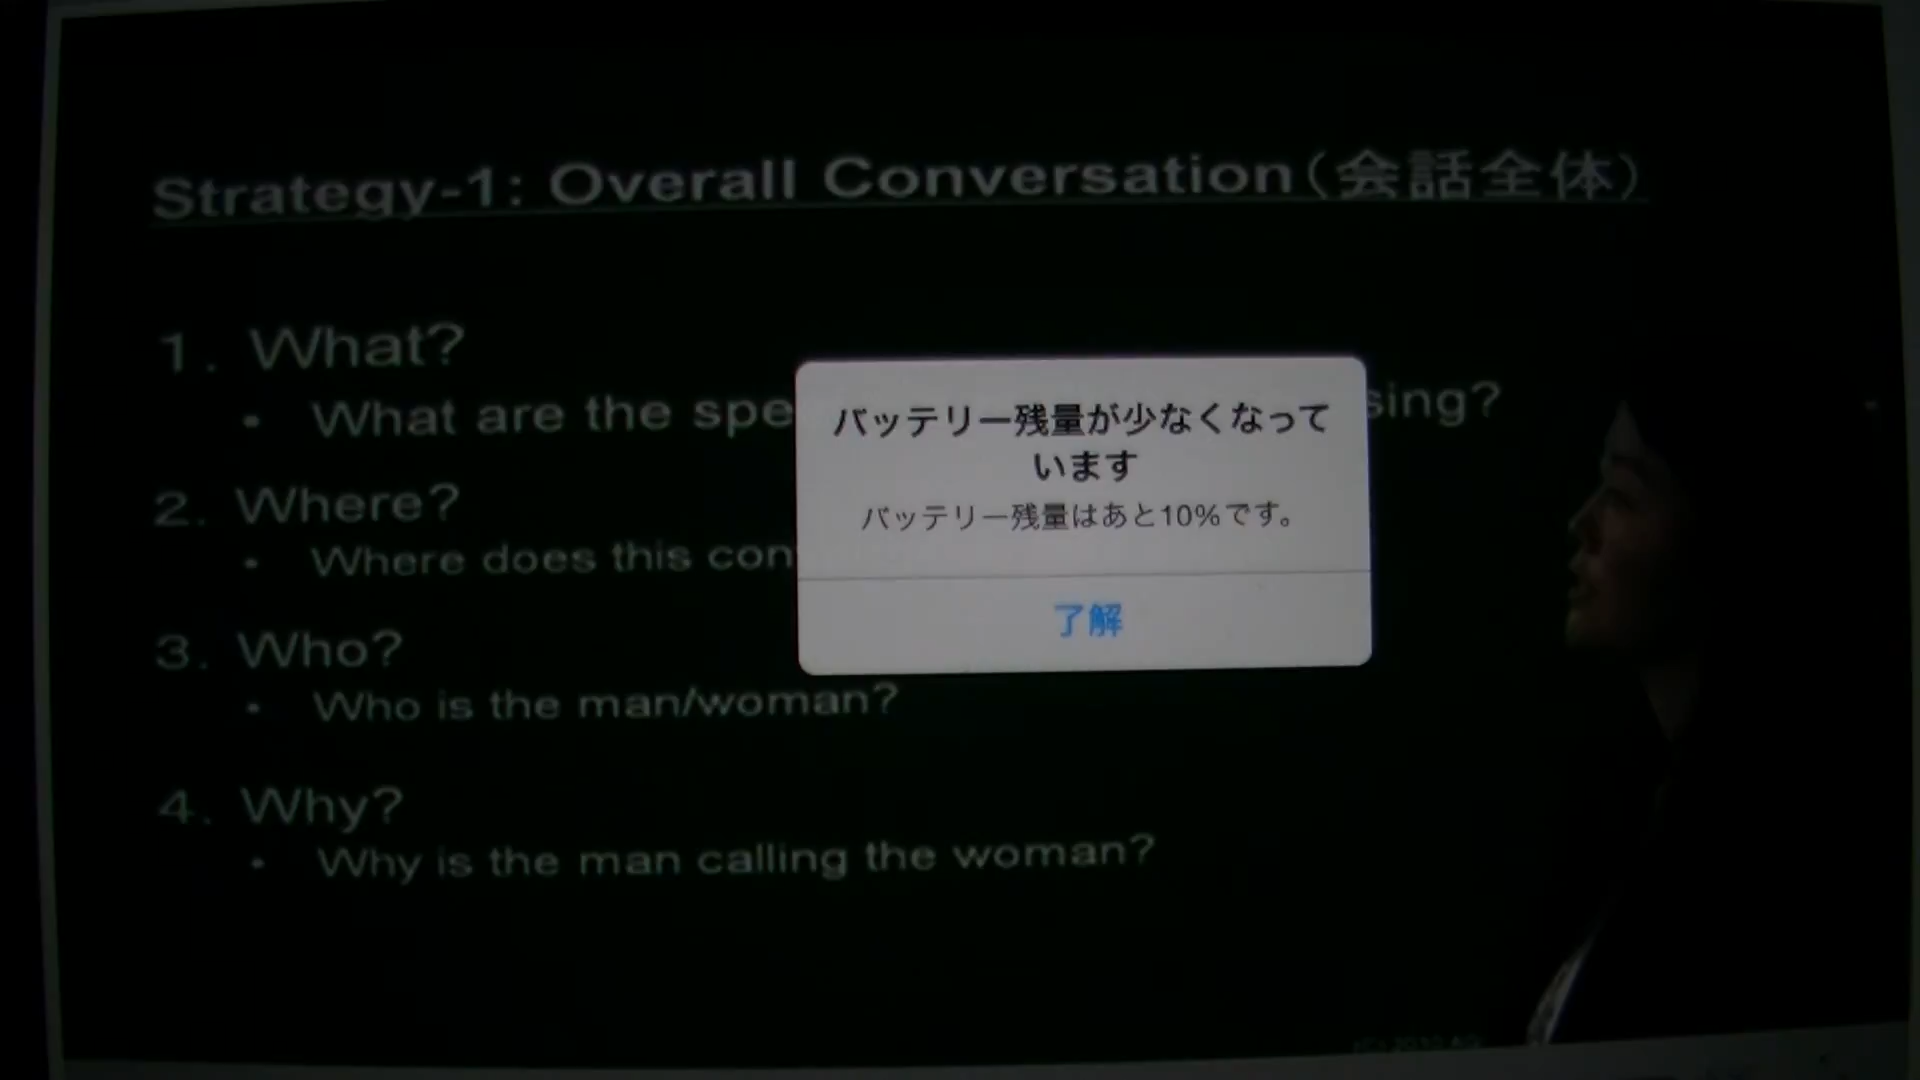 Strategy-1: Overall Conversation（会話全体）
1. What?
• What are the spe
sing?
2. Where?
• Where does this con
3. Who?
• Who is the man/woman?
4. Why?
• Why is the man calling the woman?
バッテリー残量が少なくなって
います
バッテリー残量はあと10%です。
了解